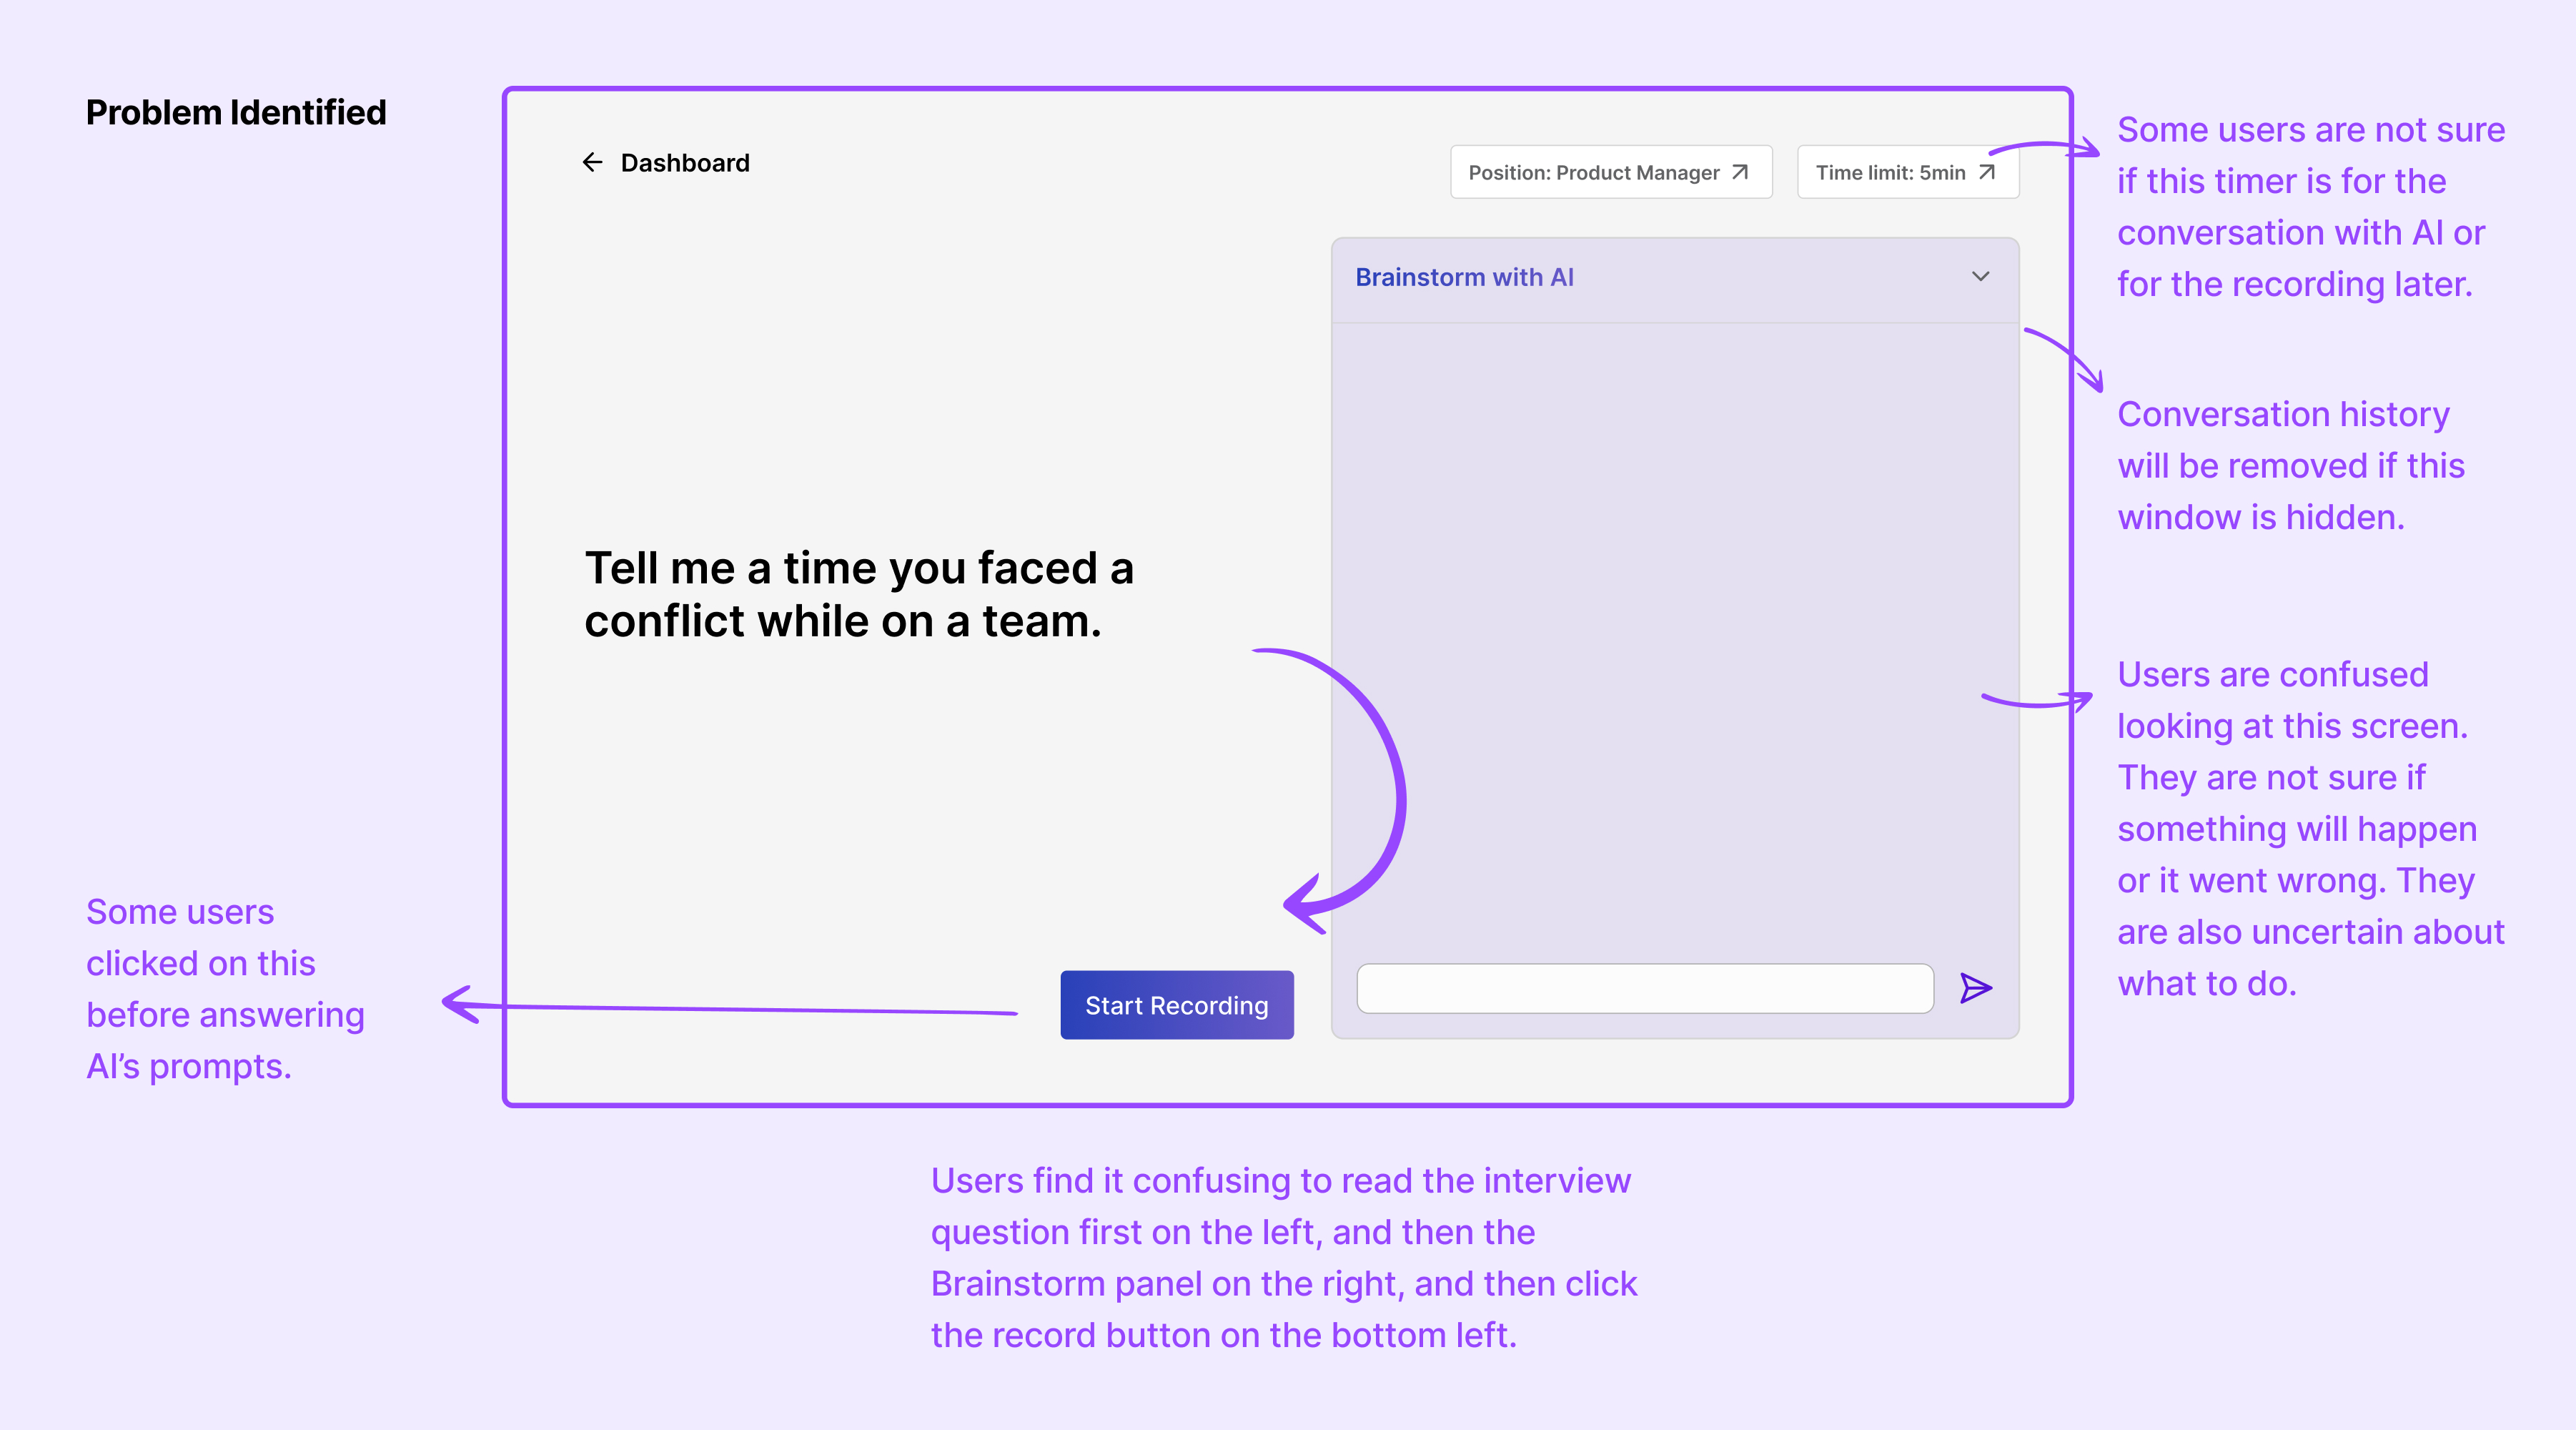 Problem Identified
Dashboard
Position: Product Manager
Time limit: 5min
Brainstorm with AI
Tell me a time you faced a
conflict while on a team.
Start Recording
Some users are not sure
if this timer is for the
conversation with AI or
for the recording later.
Conversation history
will be removed if this
window is hidden.
Users are confused
looking at this screen.
They are not sure if
something will happen
or it went wrong. They
are also uncertain about
what to do.
Some users
clicked on this
before answering
AI’s prompts.
Users find it confusing to read the interview
question first on the left, and then the
Brainstorm panel on the right, and then click
the record button on the bottom left.